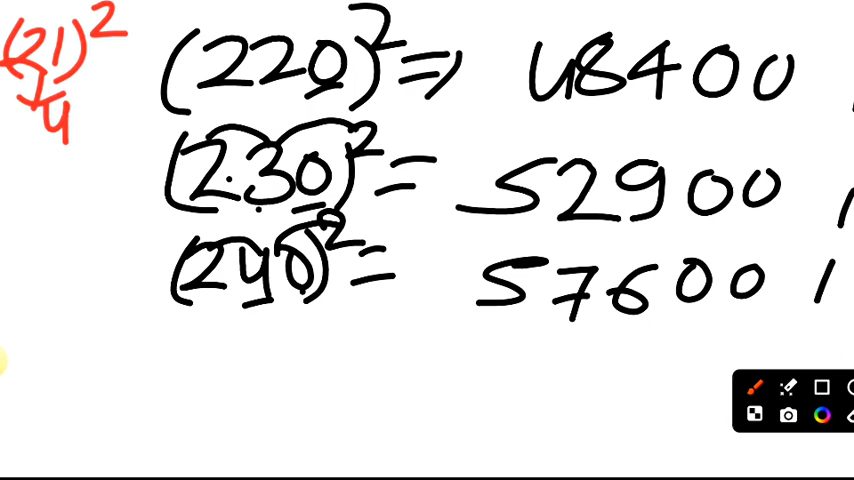 (21)²
4
(220)² => 48400
(230)² = 52900
(240)² = 57600